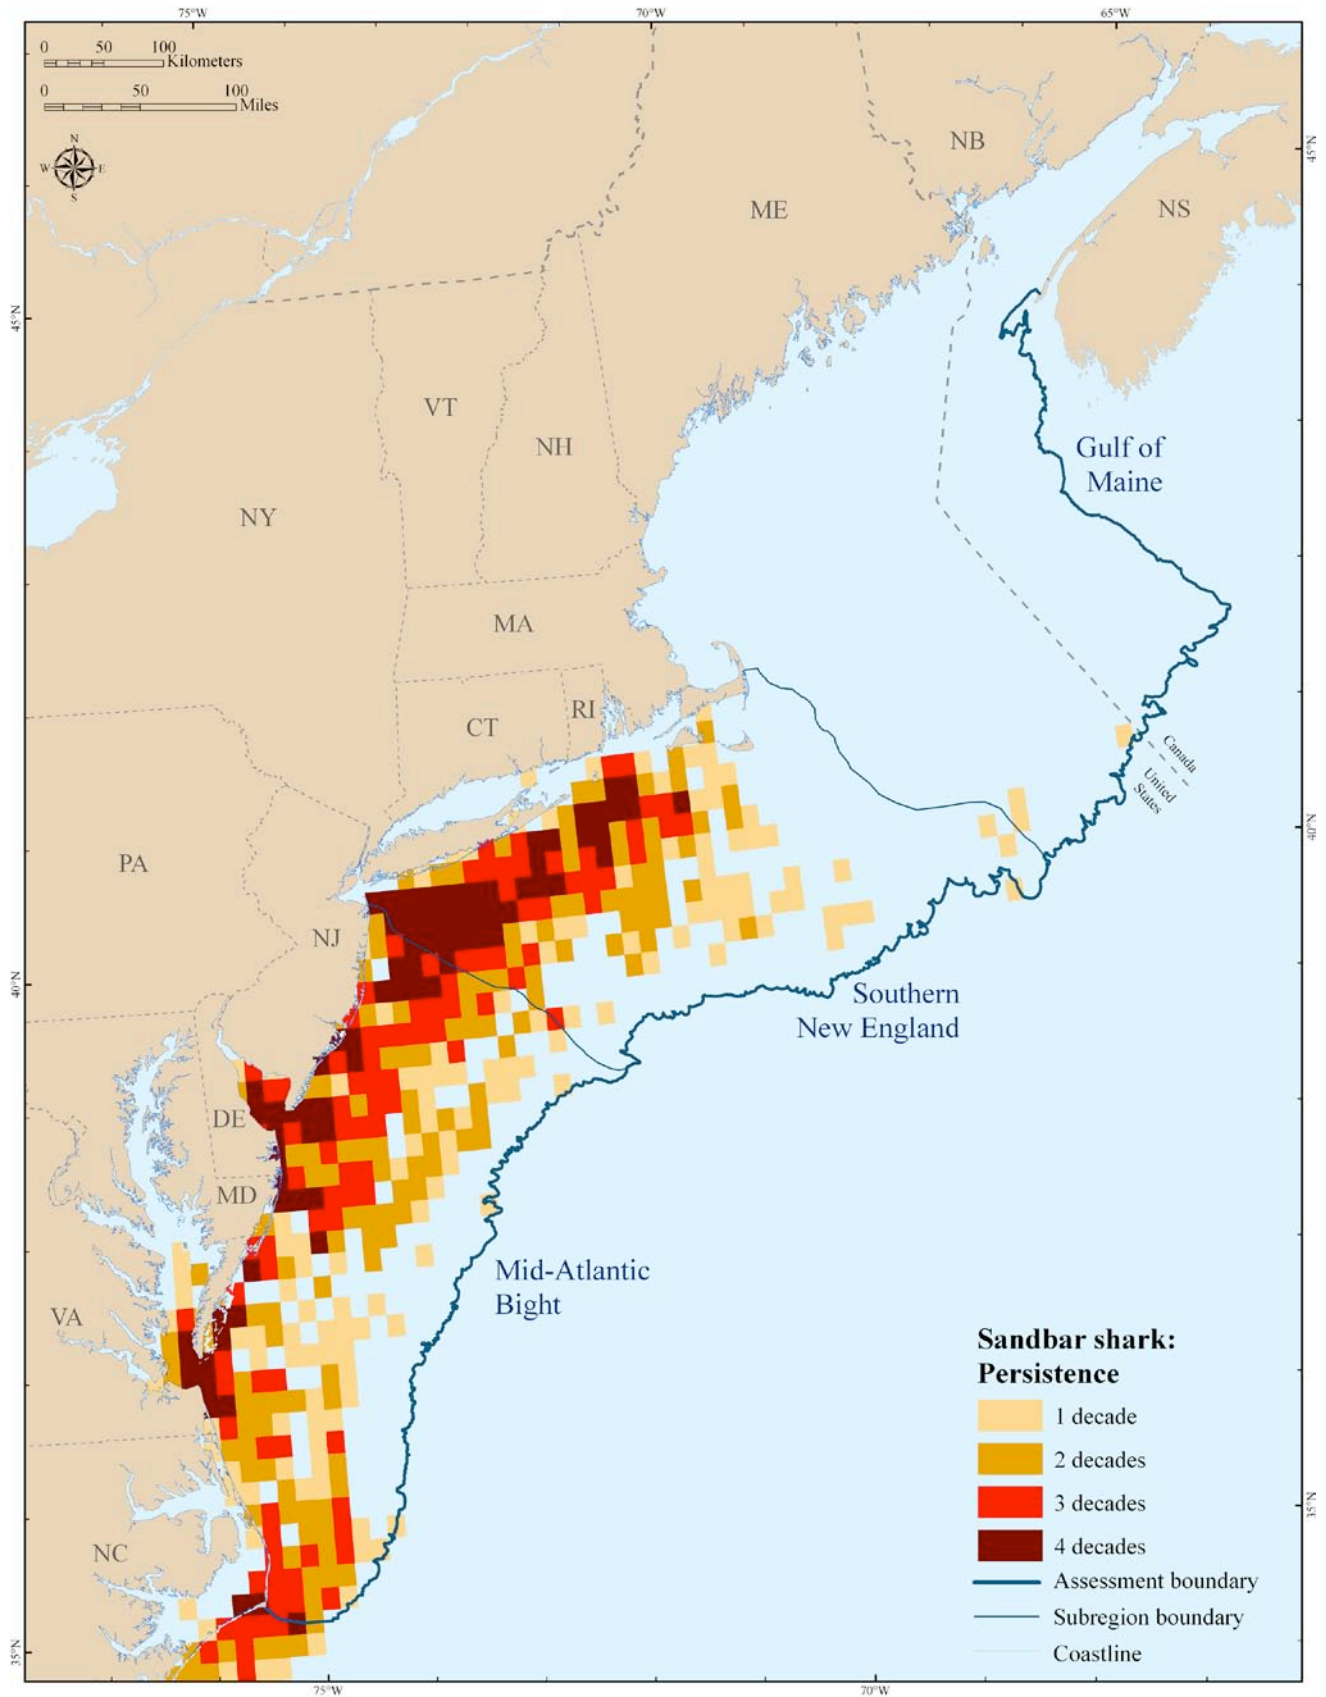 75°W
70°W
65°W
0 50 100
Kilometers
0 50 100
Miles
N
W E
S
NB
45°N
ME
NS
45°N
VT
NH
Gulf of
Maine
NY
MA
CT
RI
Canada
United
States
40°N
PA
NJ
40°N
Southern
New England
DE
MD
Mid-Atlantic
Bight
VA
Sandbar shark:
Persistence
1 decade
2 decades
3 decades
4 decades
35°N
NC
Assessment boundary
Subregion boundary
Coastline
35°N
75°W
70°W